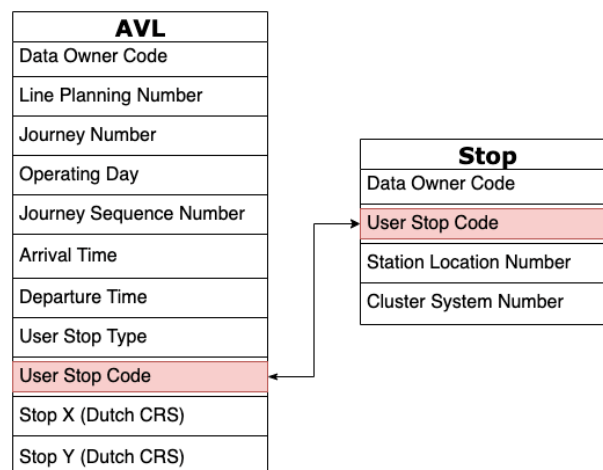 AVL
Data Owner Code
Line Planning Number
Journey Number
Operating Day
Journey Sequence Number
Arrival Time
Departure Time
User Stop Type
User Stop Code
Stop X (Dutch CRS)
Stop Y (Dutch CRS)
Stop
Data Owner Code
User Stop Code
Station Location Number
Cluster System Number